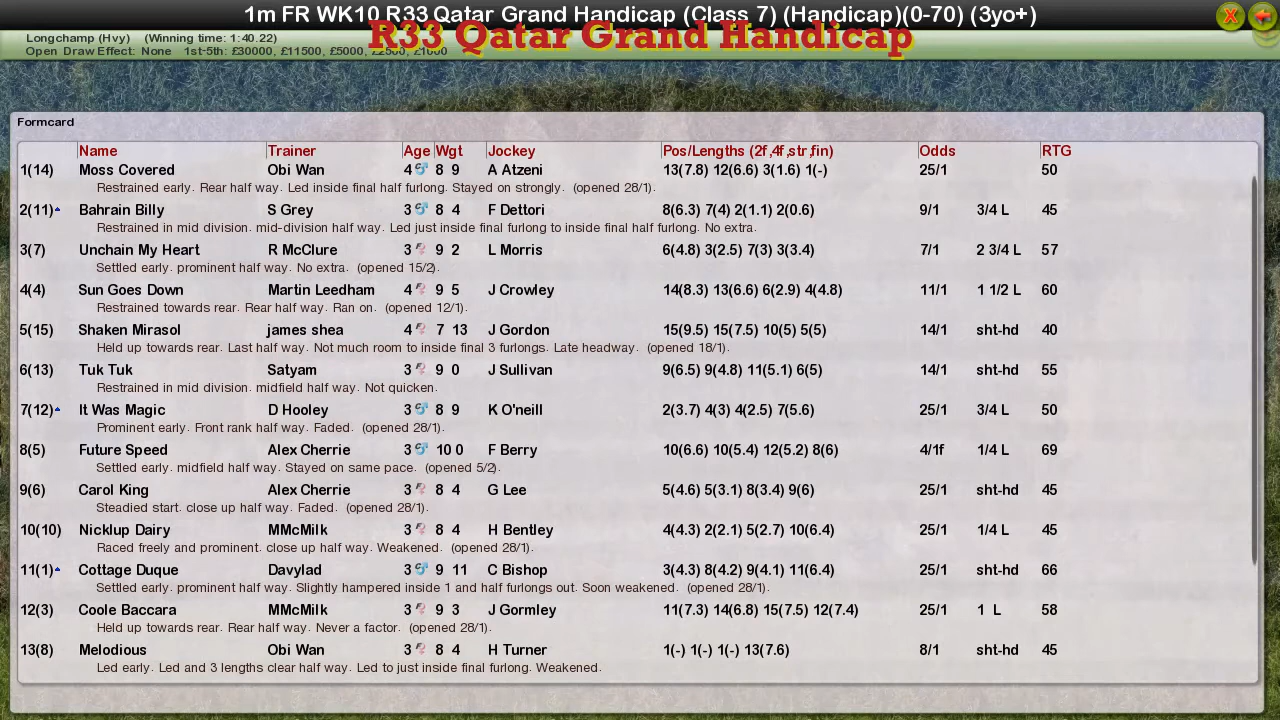 1m FR WK10 R33 Qatar Grand Handicap (Class 7) (Handicap)(0-70) (3yo+)
R33 Qatar Grand Handicap
Longchamp (Hvy) (Winning time: 1:40.22)
Open Draw Effect: None 1st-5th: £30000, £11500, £5000, £2500, £1000
Formcard
Name Trainer Age Wgt Jockey Pos/Lengths (2f,4f,str,fin) Odds RTG
1(14) Moss Covered Obi Wan 4 8 9 A Atzeni 13(7.8) 12(6.6) 3(1.6) 1(-) 25/1 50
Restrained early. Rear half way. Led inside final half furlong. Stayed on strongly. (opened 28/1).
2(11) Bahrain Billy S Grey 3 8 4 F Dettori 8(6.3) 7(4) 2(1.1) 2(0.6) 9/1 3/4 L 45
Restrained in mid division. mid-division half way. Led just inside final furlong to inside final half furlong. No extra.
3(7) Unchain My Heart R McClure 3 9 2 L Morris 6(4.8) 3(2.5) 7(3) 3(3.4) 7/1 2 3/4 L 57
Settled early. prominent half way. No extra. (opened 15/2).
4(4) Sun Goes Down Martin Leedham 4 9 5 J Crowley 14(8.3) 13(6.6) 6(2.9) 4(4.8) 11/1 1 1/2 L 60
Restrained towards rear. Rear half way. Ran on. (opened 12/1).
5(15) Shaken Mirasol james shea 4 7 13 J Gordon 15(9.5) 15(7.5) 10(5) 5(5) 14/1 sht-hd 40
Held up towards rear. Last half way. Not much room to inside final 3 furlongs. Late headway. (opened 18/1).
6(13) Tuk Tuk Satyam 3 9 0 J Sullivan 9(6.5) 9(4.8) 11(5.1) 6(5) 14/1 sht-hd 55
Restrained in mid division. midfield half way. Not quicken.
7(12) It Was Magic D Hooley 3 8 9 K O'neill 2(3.7) 4(3) 4(2.5) 7(5.6) 25/1 3/4 L 50
Prominent early. Front rank half way. Faded. (opened 28/1).
8(5) Future Speed Alex Cherrie 3 10 0 F Berry 10(6.6) 10(5.4) 12(5.2) 8(6) 4/1f 1/4 L 69
Settled early. midfield half way. Stayed on same pace. (opened 5/2).
9(6) Carol King Alex Cherrie 3 8 4 G Lee 5(4.6) 5(3.1) 8(3.4) 9(6) 25/1 sht-hd 45
Steadied start. close up half way. Faded. (opened 28/1).
10(10) Nicklup Dairy MMcMilk 3 8 4 H Bentley 4(4.3) 2(2.1) 5(2.7) 10(6.4) 25/1 1/4 L 45
Raced freely and prominent. close up half way. Weakened. (opened 28/1).
11(1) Cottage Duque Davylad 3 9 11 C Bishop 3(4.3) 8(4.2) 9(4.1) 11(6.4) 25/1 sht-hd 66
Settled early. prominent half way. Slightly hampered inside 1 and half furlongs out. Soon weakened. (opened 28/1).
12(3) Coole Baccara MMcMilk 3 9 3 J Gormley 11(7.3) 14(6.8) 15(7.5) 12(7.4) 25/1 1 L 58
Held up towards rear. Rear half way. Never a factor. (opened 28/1).
13(8) Melodious Obi Wan 3 8 4 H Turner 1(-) 1(-) 1(-) 13(7.6) 8/1 sht-hd 45
Led early. Led and 3 lengths clear half way. Led to just inside final furlong. Weakened.